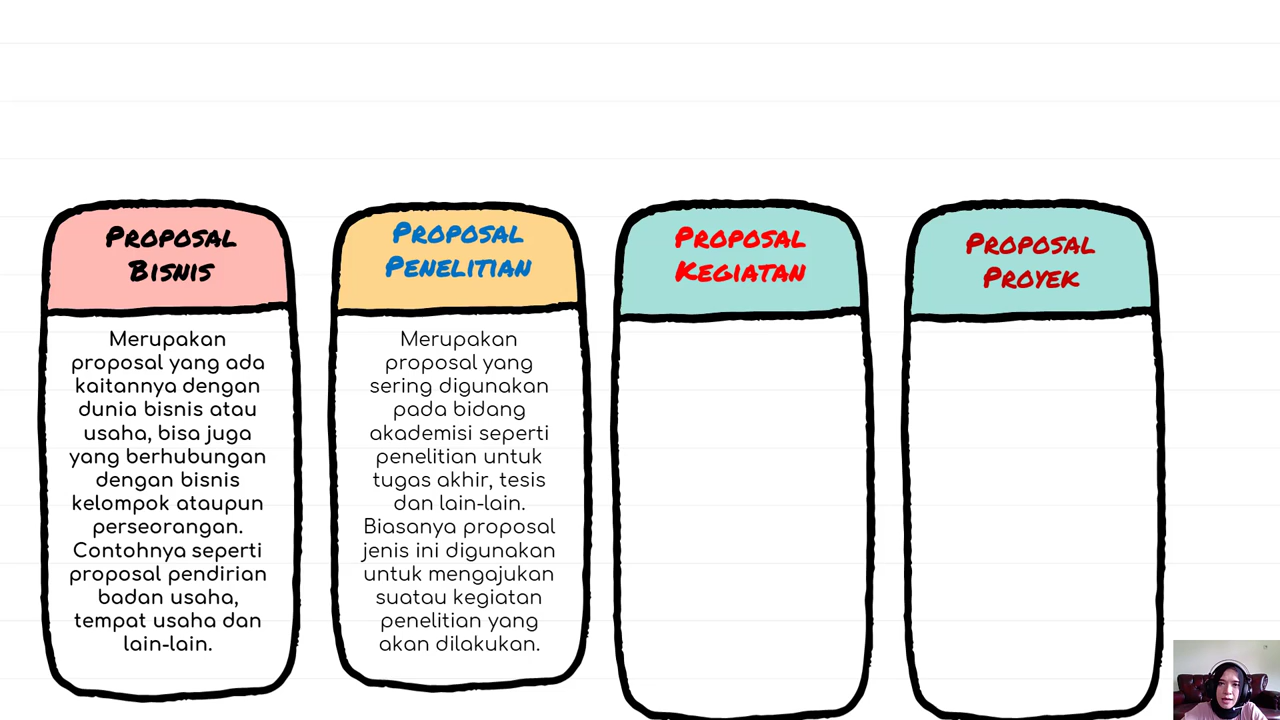 PROPOSAL
BISNIS
Merupakan
proposal yang ada
kaitannya dengan
dunia bisnis atau
usaha, bisa juga
yang berhubungan
dengan bisnis
kelompok ataupun
perseorangan.
Contohnya seperti
proposal pendirian
badan usaha,
tempat usaha dan
lain-lain.
PROPOSAL
PENELITIAN
Merupakan
proposal yang
sering digunakan
pada bidang
akademisi seperti
penelitian untuk
tugas akhir, tesis
dan lain-lain.
Biasanya proposal
jenis ini digunakan
untuk mengajukan
suatau kegiatan
penelitian yang
akan dilakukan.
PROPOSAL
KEGIATAN
PROPOSAL
PROYEK